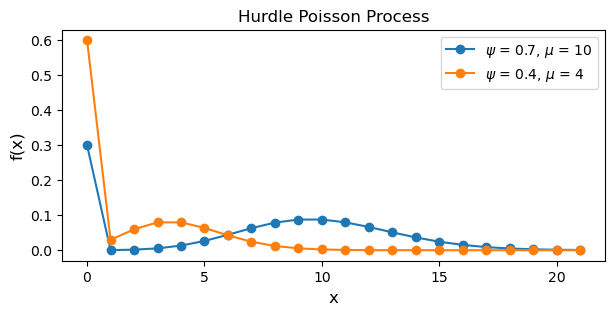 Hurdle Poisson Process
ψ = 0.7, μ = 10
ψ = 0.4, μ = 4
f(x)
0.6
0.5
0.4
0.3
0.2
0.1
0.0
0 5 10 15 20
x